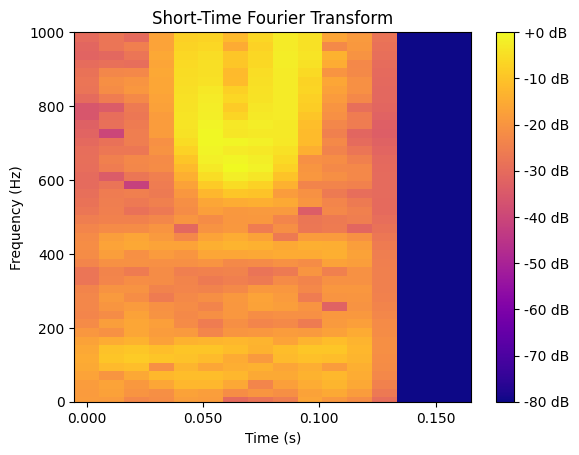 Short-Time Fourier Transform
1000
800
600
400
200
0
Frequency (Hz)
0.000
0.050
0.100
0.150
Time (s)
+0 dB
-10 dB
-20 dB
-30 dB
-40 dB
-50 dB
-60 dB
-70 dB
-80 dB